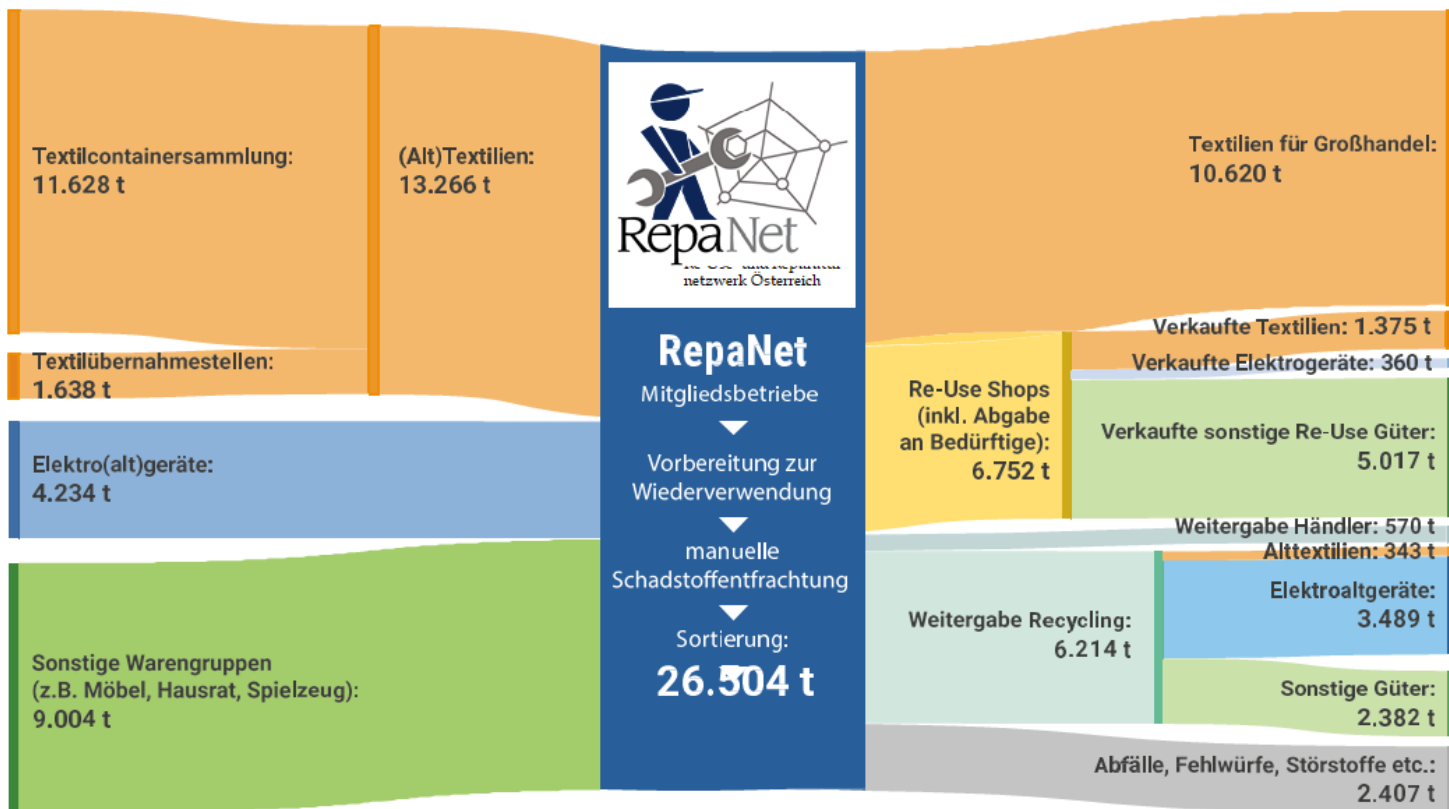 Textilcontainersammlung:
11.628 t
Textilübernahmestellen:
1.638 t
(Alt)Textilien:
13.266 t
Elektro(alt)geräte:
4.234 t
Sonstige Warengruppen
(z.B. Möbel, Hausrat, Spielzeug):
9.004 t
RepaNet
netzwerk Österreich
RepaNet
Mitgliedsbetriebe
Vorbereitung zur
Wiederverwendung
manuelle
Schadstoffentfrachtung
Sortierung:
26.504 t
Re-Use Shops
(inkl. Abgabe
an Bedürftige):
6.752 t
Weitergabe Recycling:
6.214 t
Textilien für Großhandel:
10.620 t
Verkaufte Textilien: 1.375 t
Verkaufte Elektrogeräte: 360 t
Verkaufte sonstige Re-Use Güter:
5.017 t
Weitergabe Händler: 570 t
Alttextilien: 343 t
Elektroaltgeräte:
3.489 t
Sonstige Güter:
2.382 t
Abfälle, Fehlwürfe, Störstoffe etc.:
2.407 t